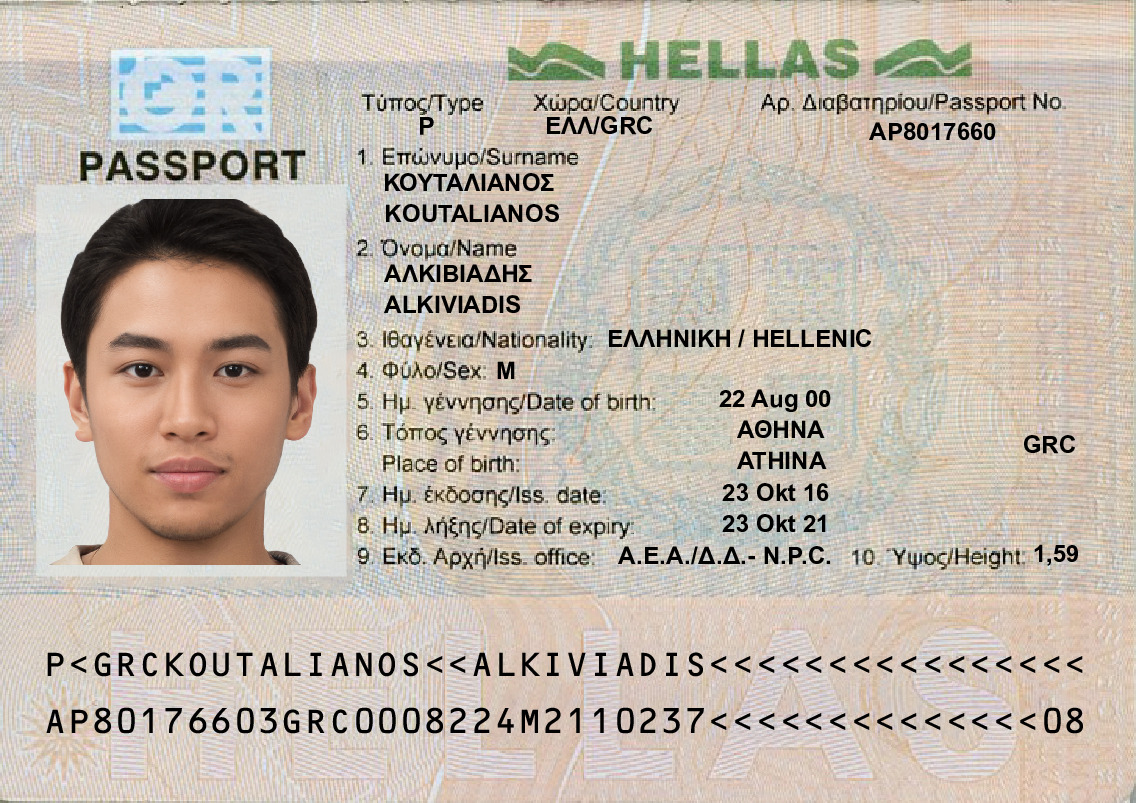 GR
PASSPORT
HELLAS
Τύπος/Type Χώρα/Country Αρ. Διαβατηρίου/Passport No.
P ΕΛΛ/GRC AP8017660
1. Επώνυμο/Surname
ΚΟΥΤΑΛΙΑΝΟΣ
KOUTALIANOS
2. Όνομα/Name
ΑΛΚΙΒΙΑΔΗΣ
ALKIVIADIS
3. Ιθαγένεια/Nationality: ΕΛΛΗΝΙΚΗ / HELLENIC
4. Φύλο/Sex: M
5. Ημ. γέννησης/Date of birth: 22 Aug 00
6. Τόπος γέννησης: ΑΘΗΝΑ
Place of birth: ATHINA GRC
7. Ημ. έκδοσης/Iss. date: 23 Okt 16
8. Ημ. λήξης/Date of expiry: 23 Okt 21
9. Εκδ. Αρχή/Iss. office: Α.Ε.Α./Δ.Δ.- N.P.C. 10. Ύψος/Height: 1,59
HELLAS
P<GRCKOUTALIANOS<<ALKIVIADIS<<<<<<<<<<<<<<<<
AP80176603GRC0008224M2110237<<<<<<<<<<<<<<08